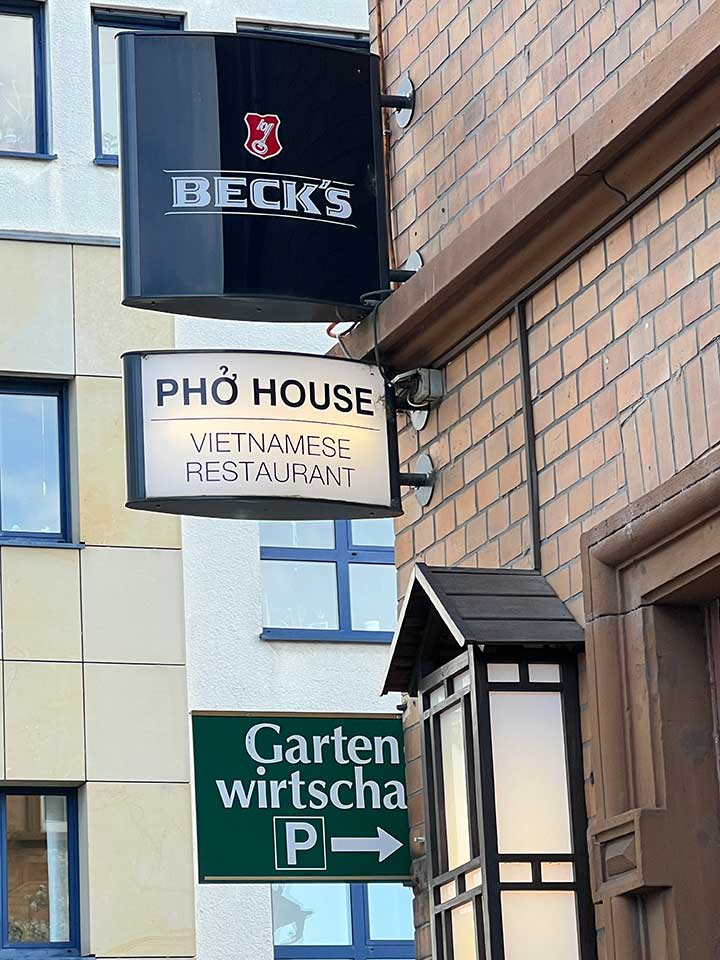 BECK'S
PHỞ HOUSE
VIETNAMESE
RESTAURANT
Garten
wirtscha
P